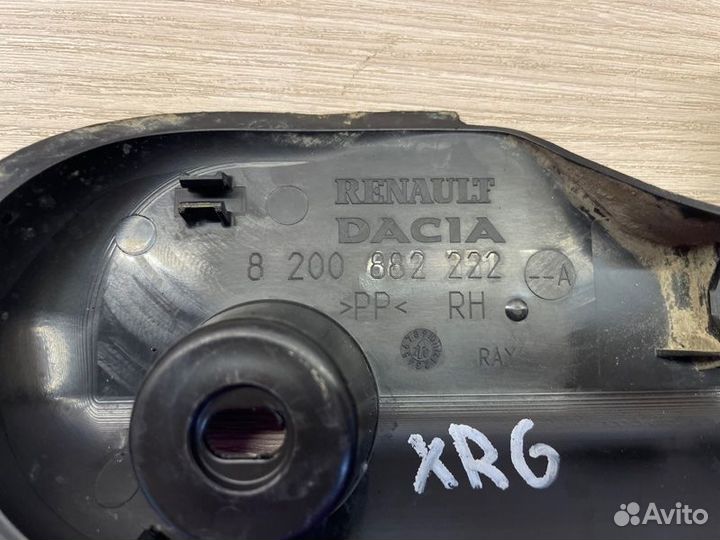 RENAULT
DACIA
8 200 882 222 --A
>PP< RH
RAY
XRG
Avito